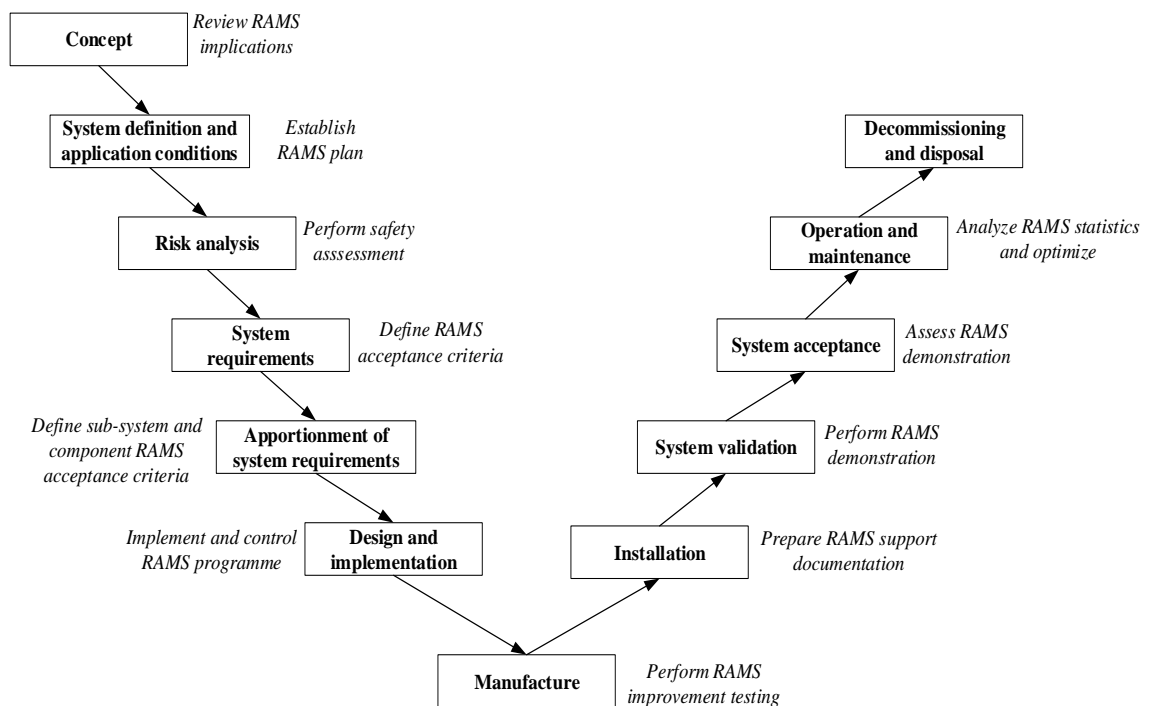 Concept
Review RAMS
implications
System definition and
application conditions
Establish
RAMS plan
Risk analysis
Perform safety
asssessment
System
requirements
Define RAMS
acceptance criteria
Define sub-system and
component RAMS
acceptance criteria
Apportionment of
system requirements
Implement and control
RAMS programme
Design and
implementation
Manufacture
Perform RAMS
improvement testing
Installation
Prepare RAMS support
documentation
System validation
Perform RAMS
demonstration
System acceptance
Assess RAMS
demonstration
Operation and
maintenance
Analyze RAMS statistics
and optimize
Decommissioning
and disposal